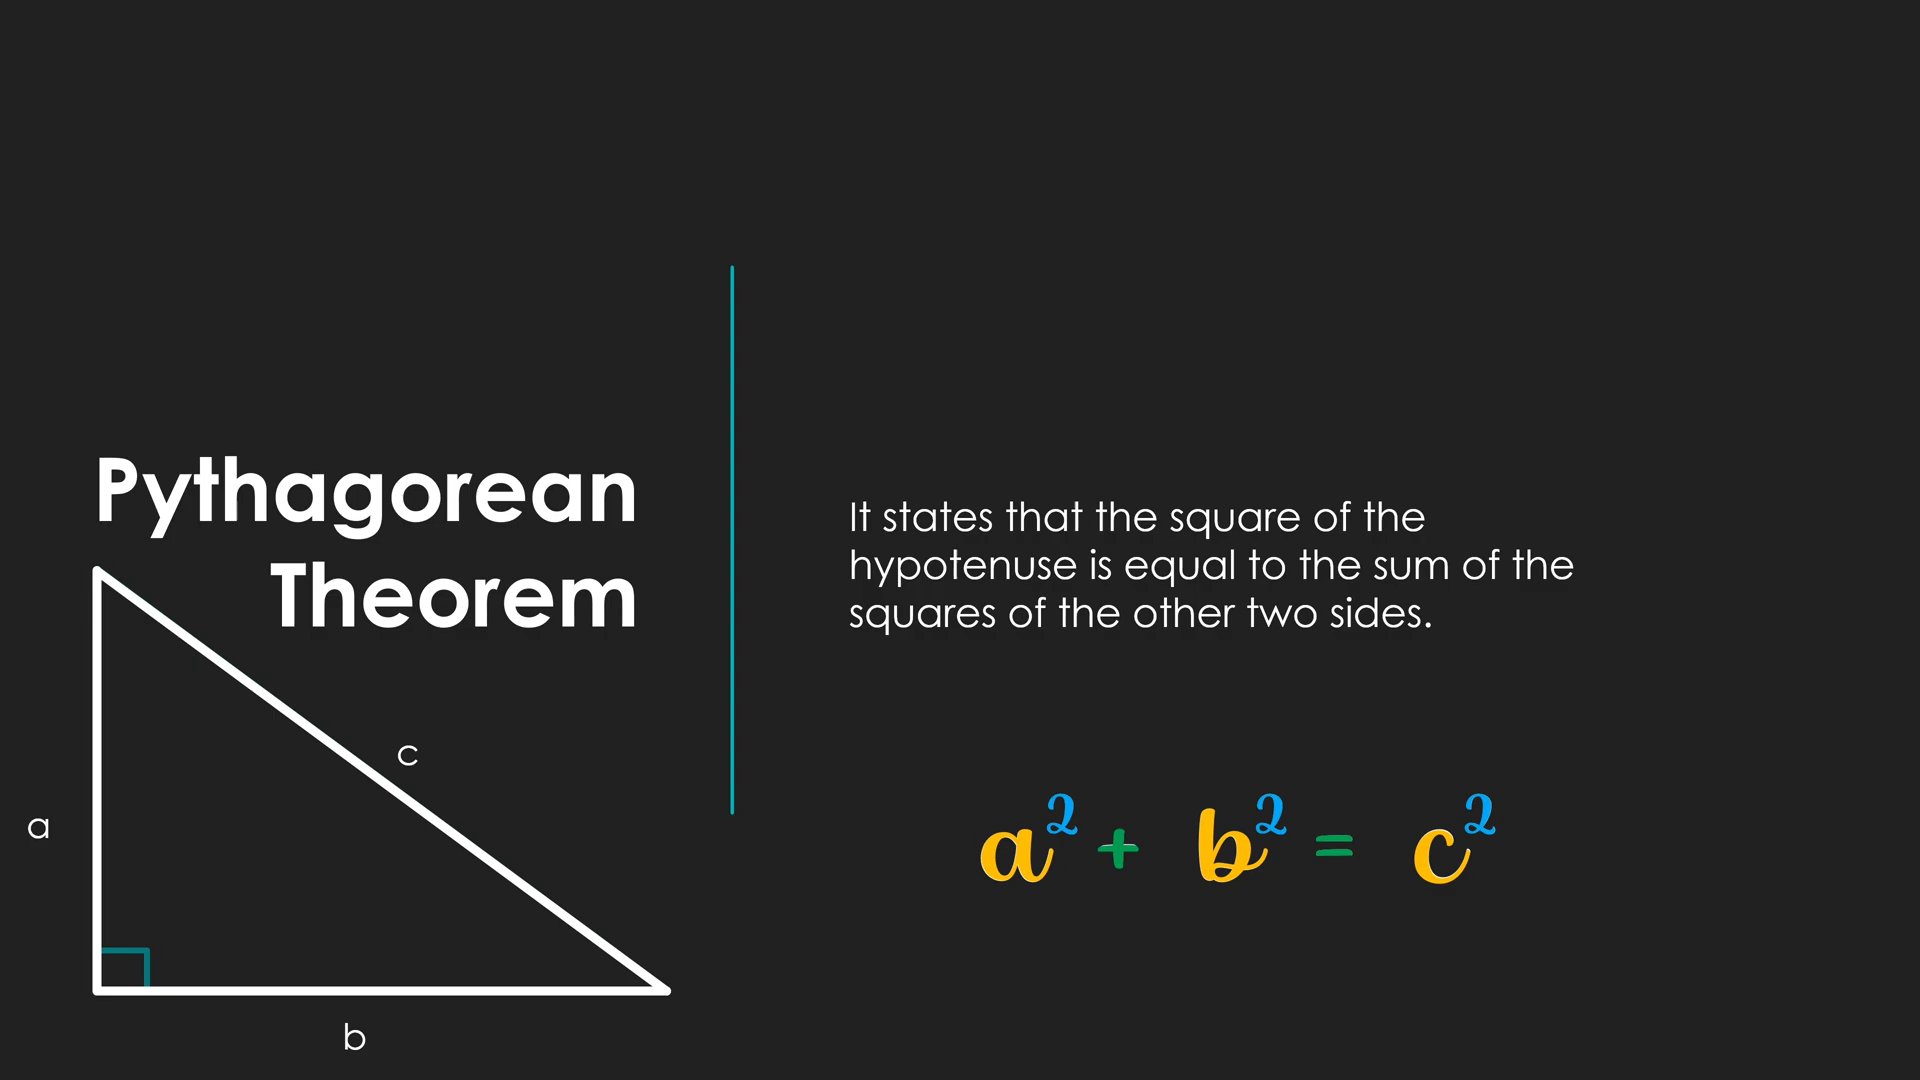 Pythagorean
Theorem
It states that the square of the
hypotenuse is equal to the sum of the
squares of the other two sides.
c
a
b
a² + b² = c²